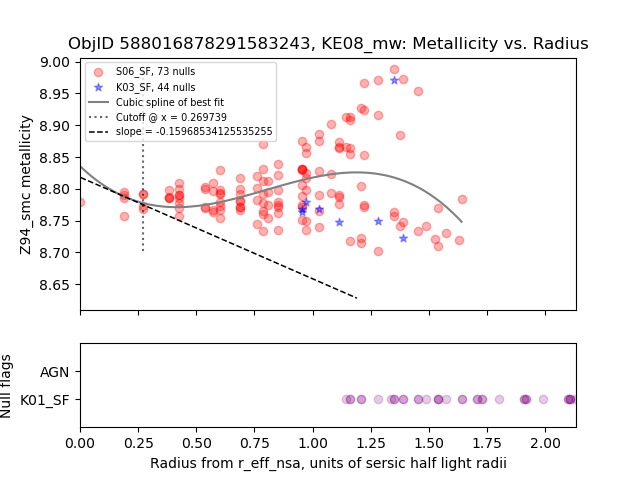 ObjID 588016878291583243, KE08_mw: Metallicity vs. Radius
Z94_smc metallicity
9.00
8.95
8.90
8.85
8.80
8.75
8.70
8.65
S06_SF, 73 nulls
K03_SF, 44 nulls
Cubic spline of best fit
Cutoff @ x = 0.269739
slope = -0.15968534125535255
Null flags
AGN
K01_SF
0.00 0.25 0.50 0.75 1.00 1.25 1.50 1.75 2.00
Radius from r_eff_nsa, units of sersic half light radii